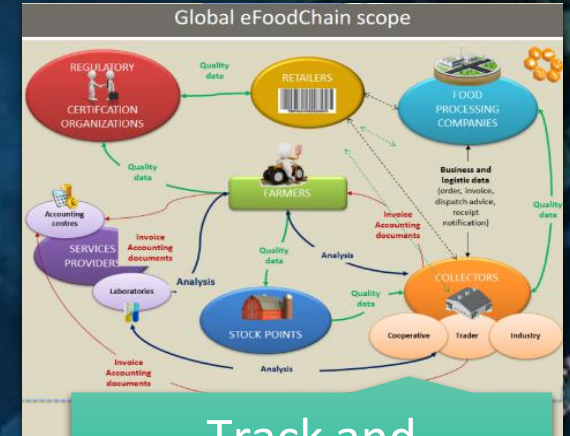 Global eFoodChain scope
REGULATORY
CERTIFCATION
ORGANIZATIONS
Quality
data
RETAILERS
FOOD
PROCESSING
COMPANIES
Quality
data
FARMERS
Business and
logistic data
(order, invoice,
dispatch advice,
receipt
notification)
Quality
data
Accounting
centres
SERVICES
PROVIDERS
Invoice
Accounting
documents
Laboratories
Analysis
Quality
data
Analysis
Invoice
Accounting
documents
COLLECTORS
Cooperative
Trader
Industry
Quality
data
STOCK POINTS
Analysis
Invoice
Accounting
documents
Track and